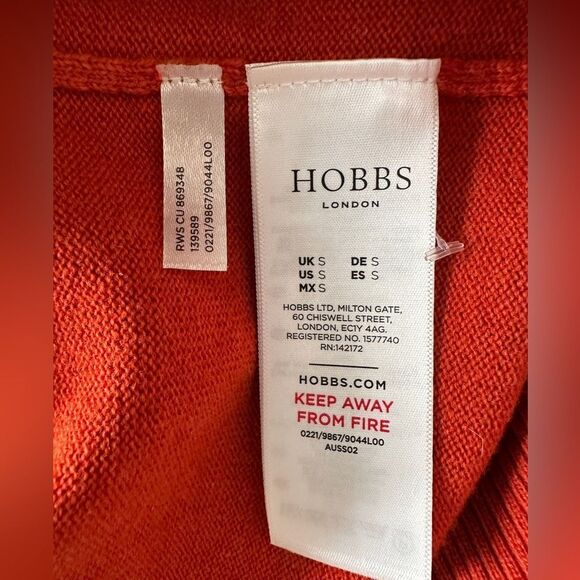 RWS CU 869348
139589
0221/9867/9044L00
HOBBS
LONDON
UK S DE S
US S ES S
MX S
HOBBS LTD, MILTON GATE,
60 CHISWELL STREET,
LONDON, EC1Y 4AG.
REGISTERED NO. 1577740
RN:142172
HOBBS.COM
KEEP AWAY
FROM FIRE
0221/9867/9044L00
AUSS02